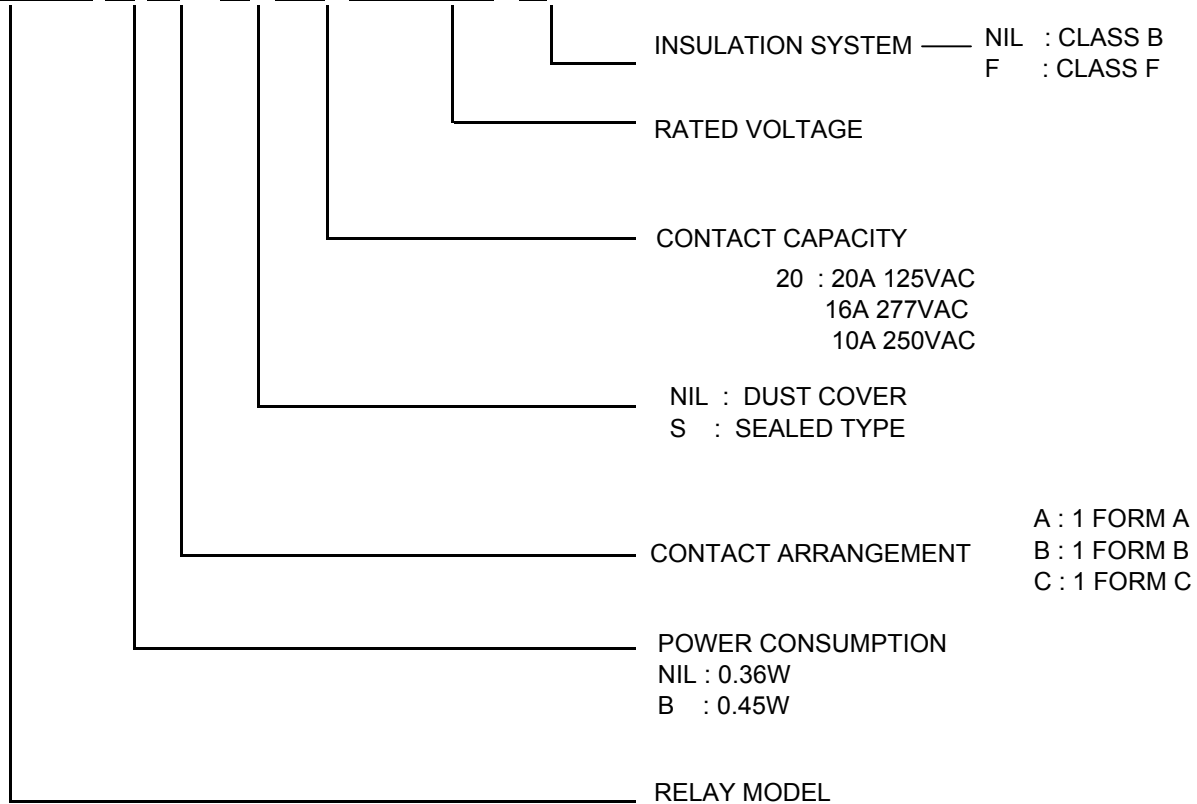 INSULATION SYSTEM
NIL : CLASS B
F : CLASS F
RATED VOLTAGE
CONTACT CAPACITY
20 : 20A 125VAC
16A 277VAC
10A 250VAC
NIL : DUST COVER
S : SEALED TYPE
CONTACT ARRANGEMENT
A : 1 FORM A
B : 1 FORM B
C : 1 FORM C
POWER CONSUMPTION
NIL : 0.36W
B : 0.45W
RELAY MODEL